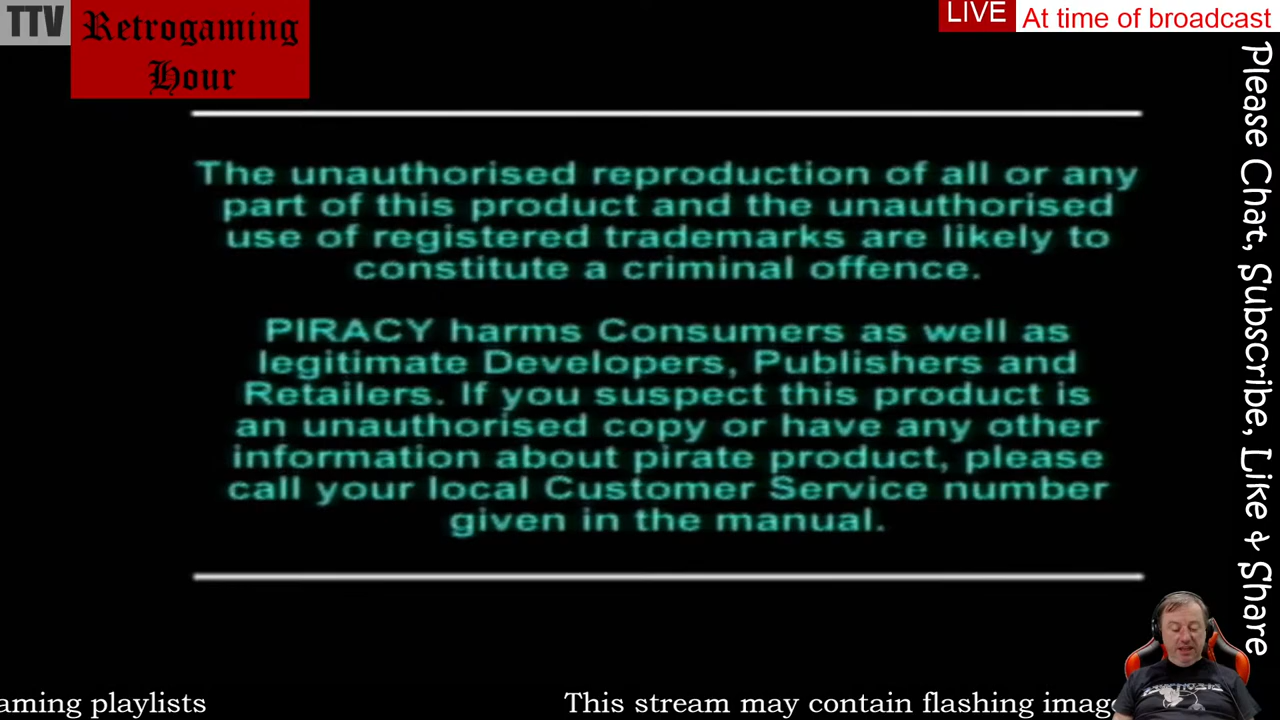 TTV
Retrogaming
Hour
LIVE
At time of broadcast
The unauthorised reproduction of all or any
part of this product and the unauthorised
use of registered trademarks are likely to
constitute a criminal offence.
PIRACY harms Consumers as well as
legitimate Developers, Publishers and
Retailers. If you suspect this product is
an unauthorised copy or have any other
information about pirate product, please
call your local Customer Service number
given in the manual.
Please Chat, Subscribe, Like & Share
aming playlists
This stream may contain flashing imag